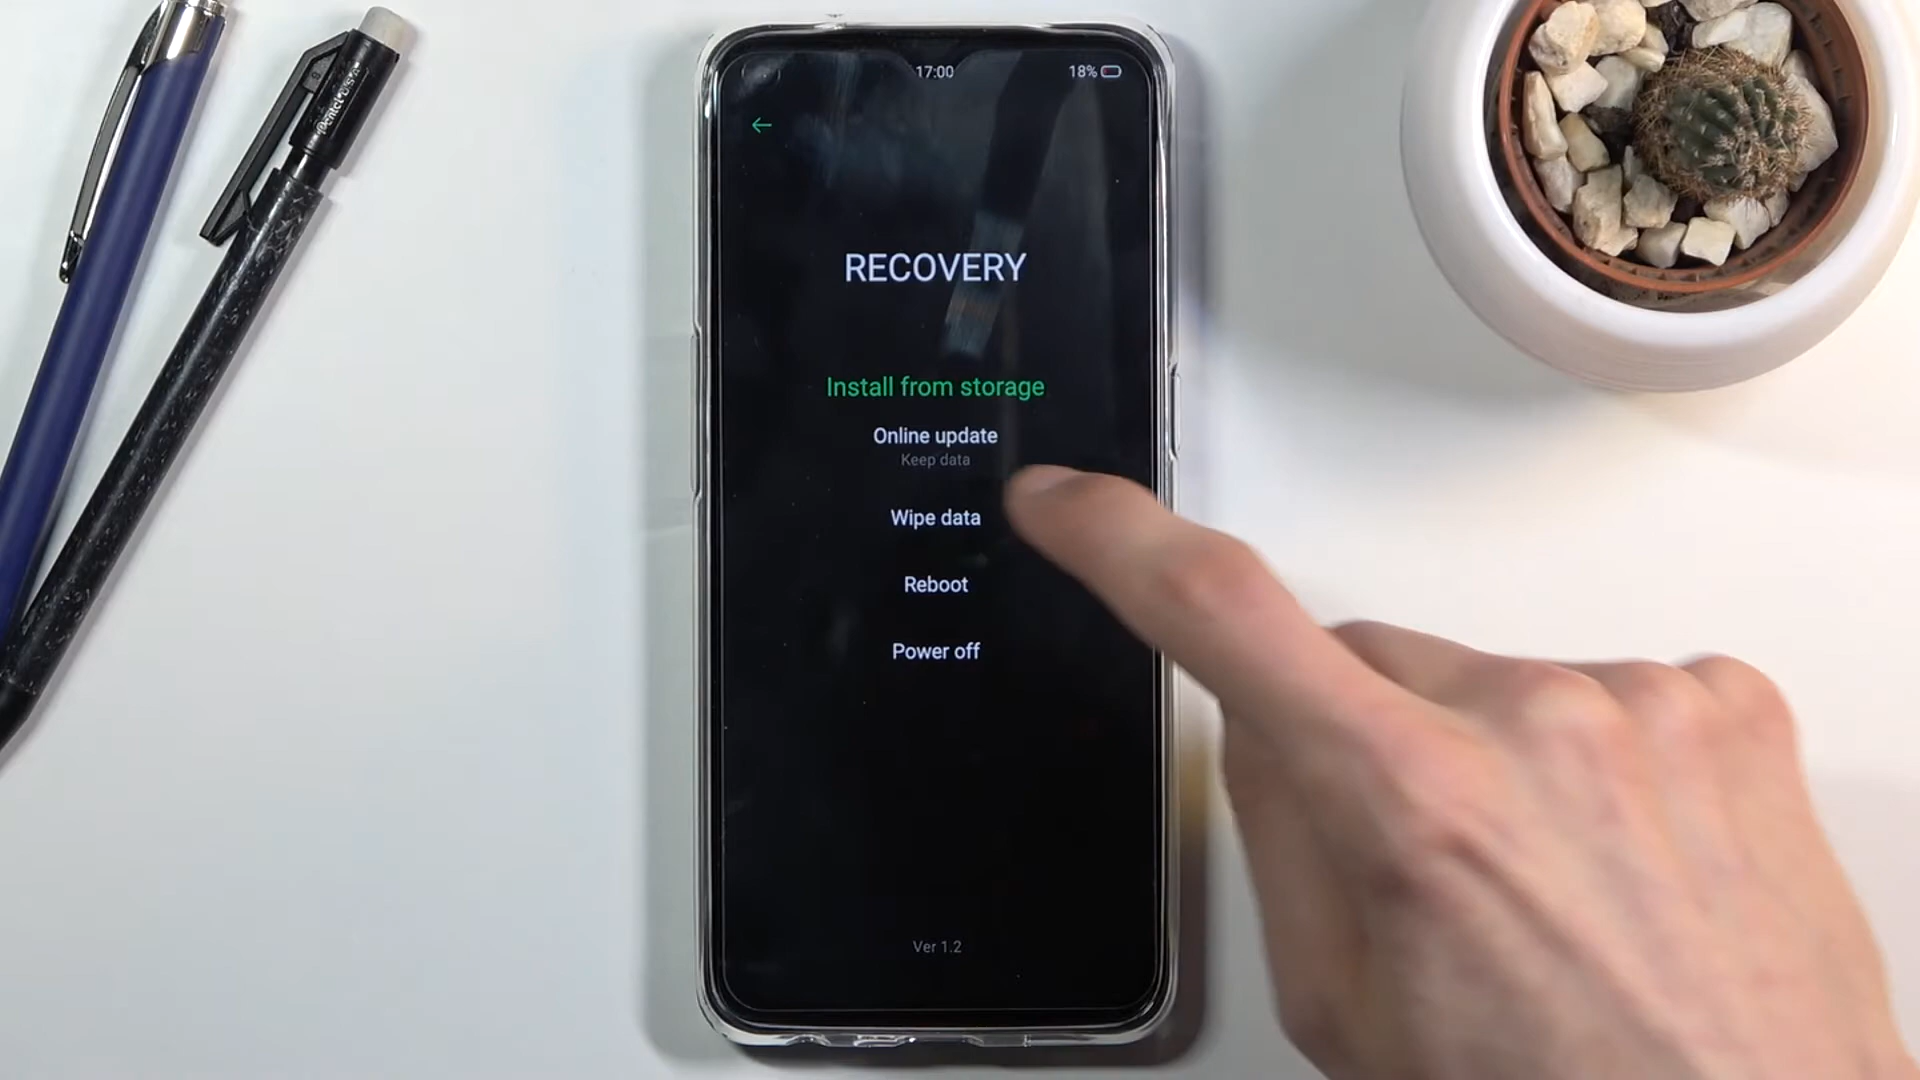 17:00
18%
RECOVERY
Install from storage
Online update
Keep data
Wipe data
Reboot
Power off
Ver 1.2
Pentel